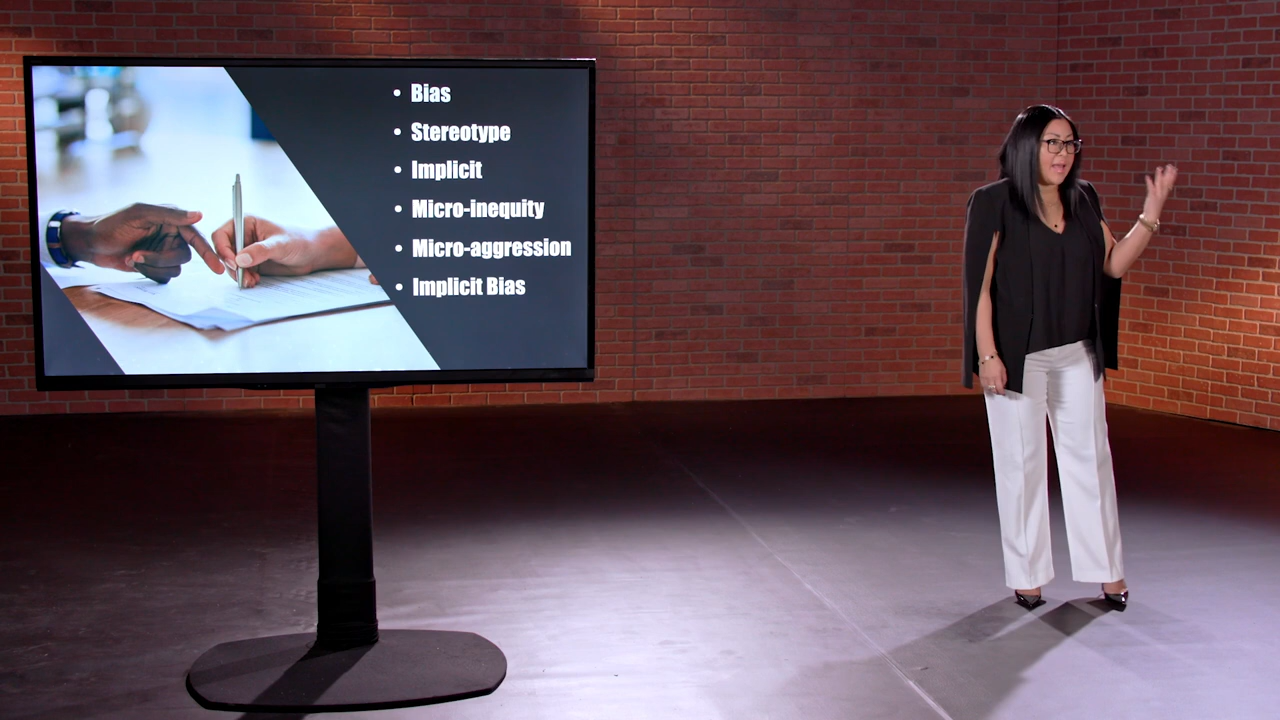 • Bias
• Stereotype
• Implicit
• Micro-inequity
• Micro-aggression
• Implicit Bias